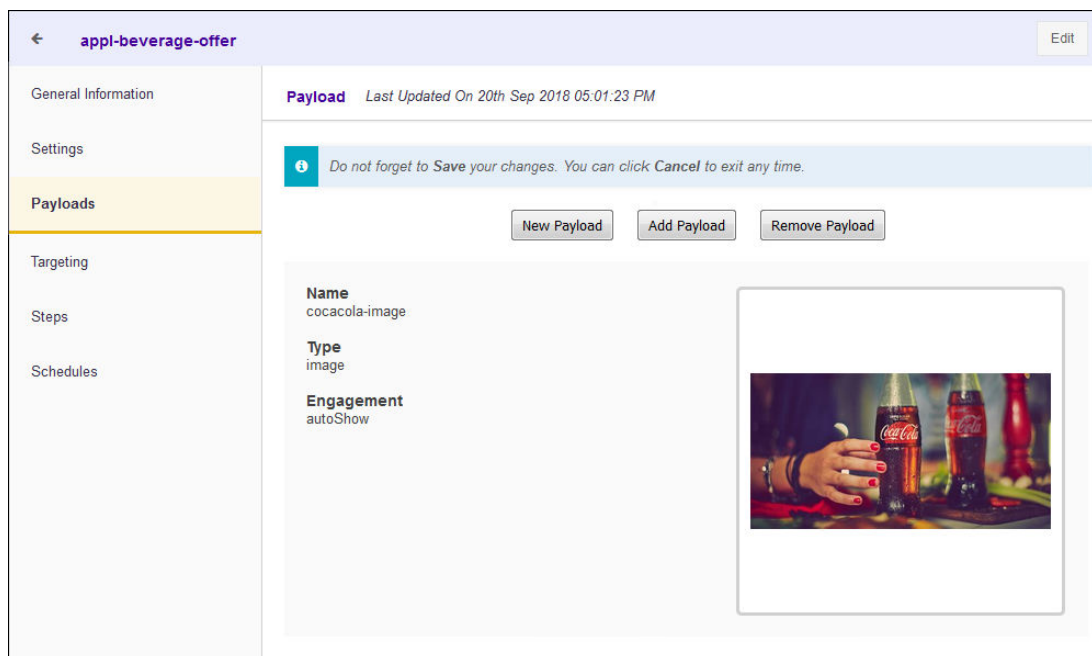 appl-beverage-offer
Edit
General Information
Settings
Payloads
Targeting
Steps
Schedules
Payload Last Updated On 20th Sep 2018 05:01:23 PM
Do not forget to Save your changes. You can click Cancel to exit any time.
New Payload Add Payload Remove Payload
Name
cocacola-image
Type
image
Engagement
autoShow
Coca-Cola
Coca-Cola